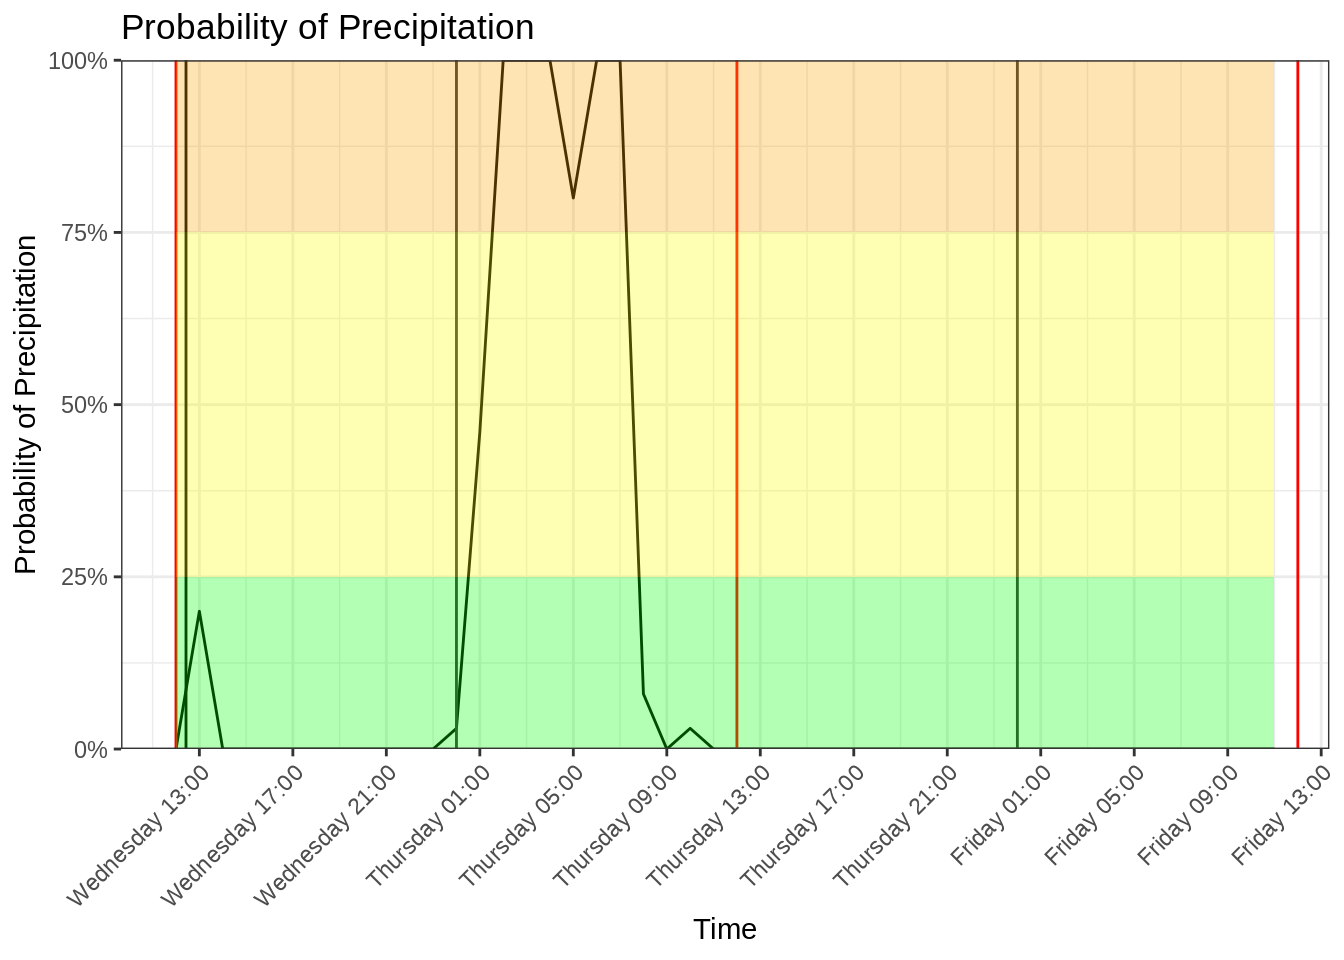 Probability of Precipitation
Probability of Precipitation
100%
75%
50%
25%
0%
Wednesday 13:00
Wednesday 17:00
Wednesday 21:00
Thursday 01:00
Thursday 05:00
Thursday 09:00
Thursday 13:00
Thursday 17:00
Thursday 21:00
Friday 01:00
Friday 05:00
Friday 09:00
Friday 13:00
Time